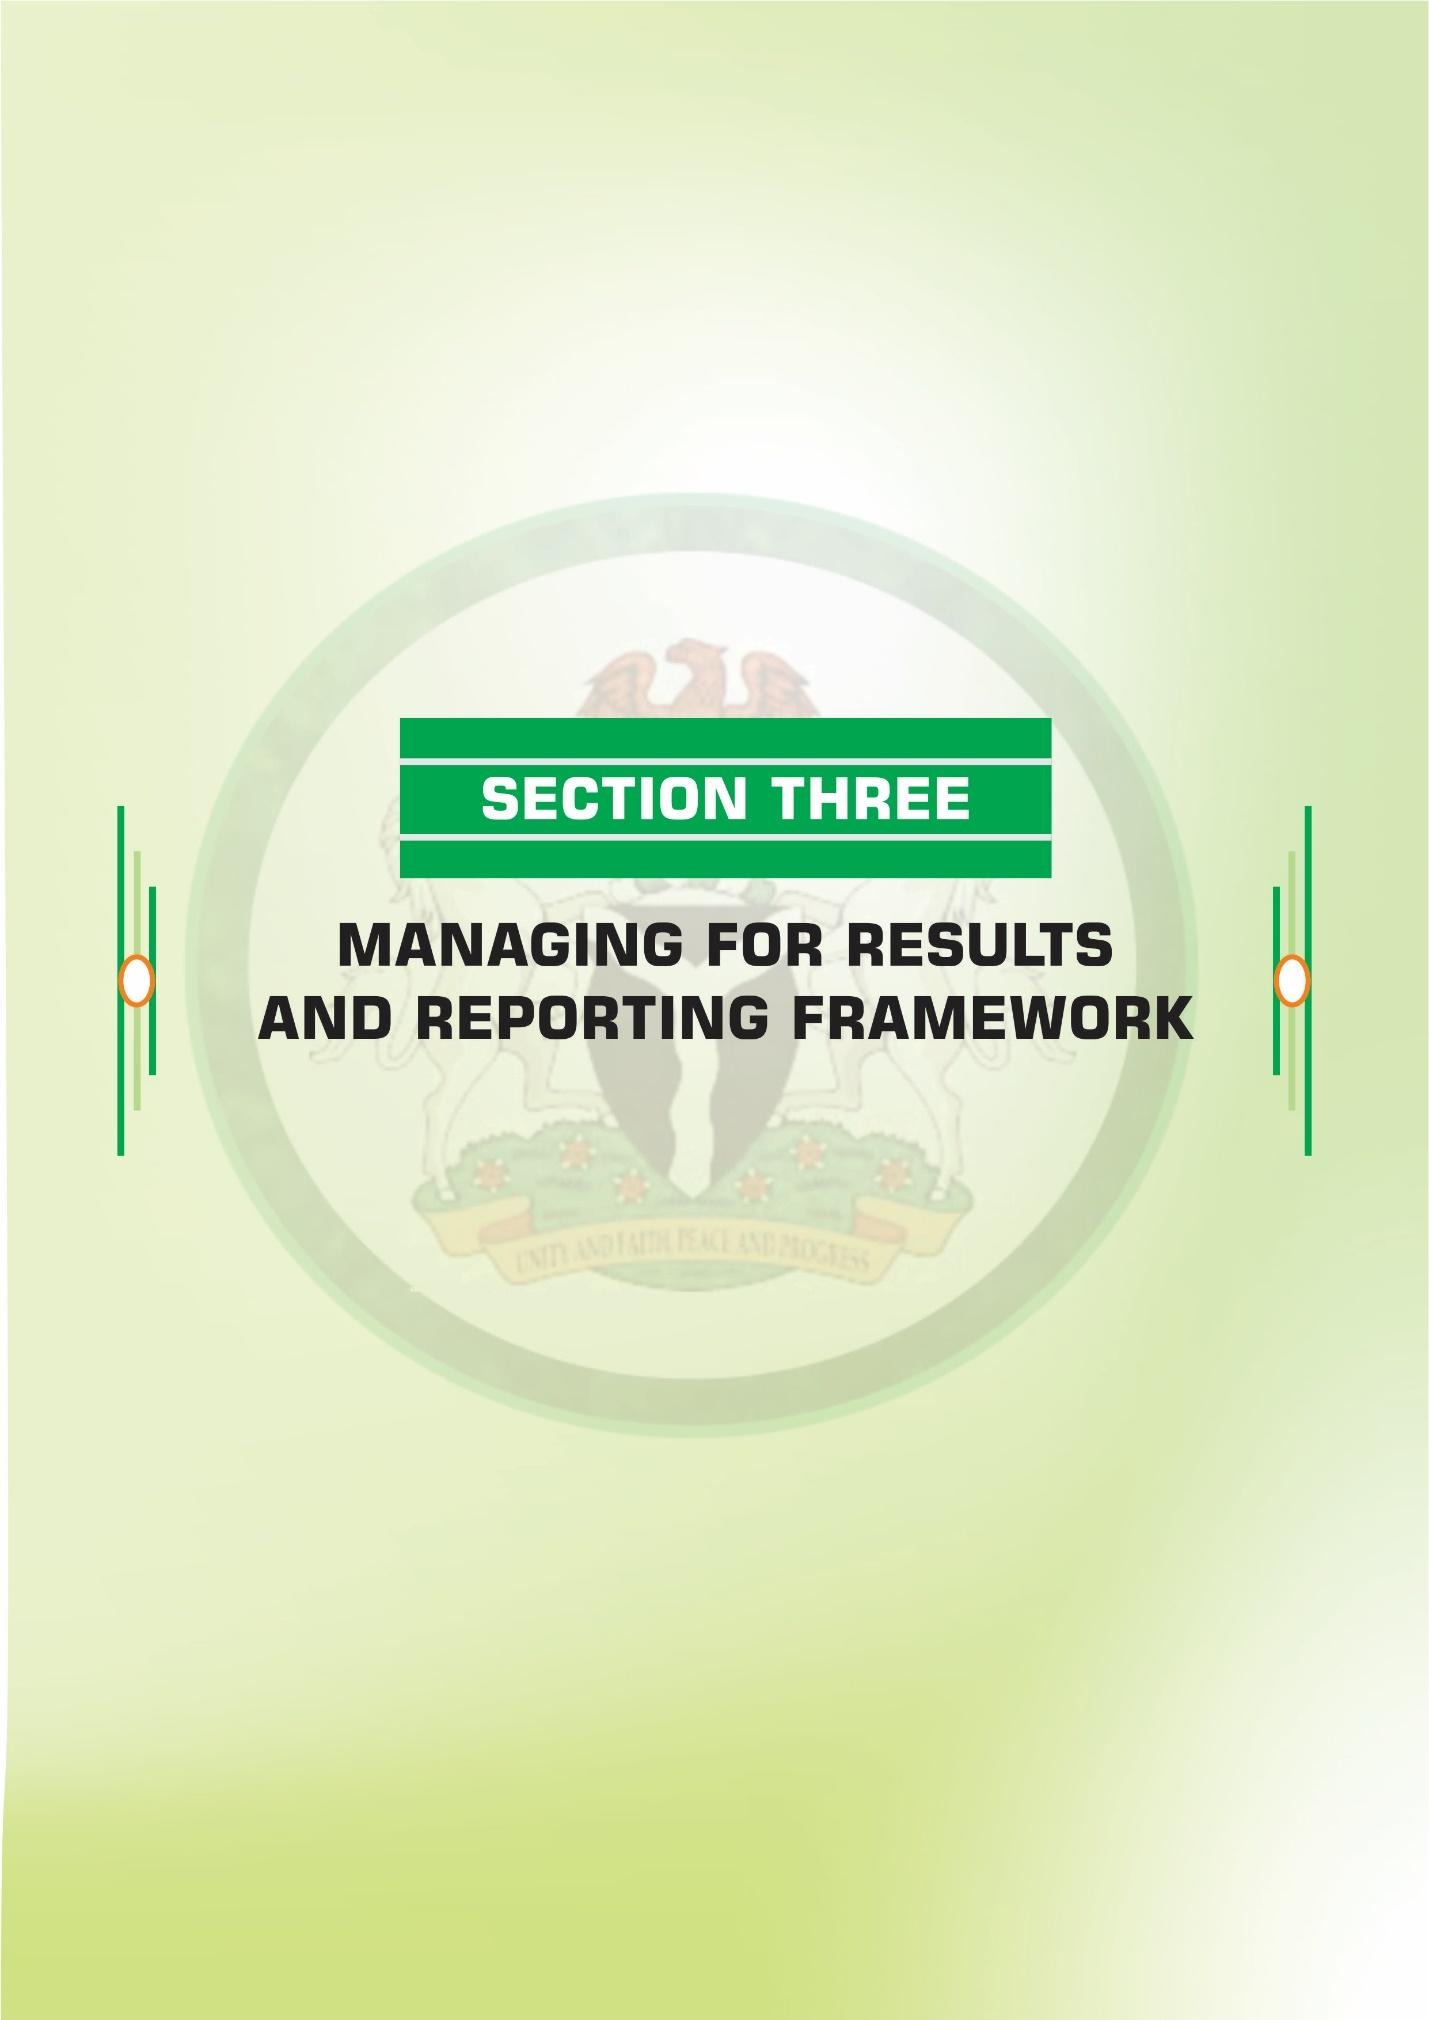 SECTION THREE
MANAGING FOR RESULTS
AND REPORTING FRAMEWORK
UNITY AND FAITH, PEACE AND PROGRESS